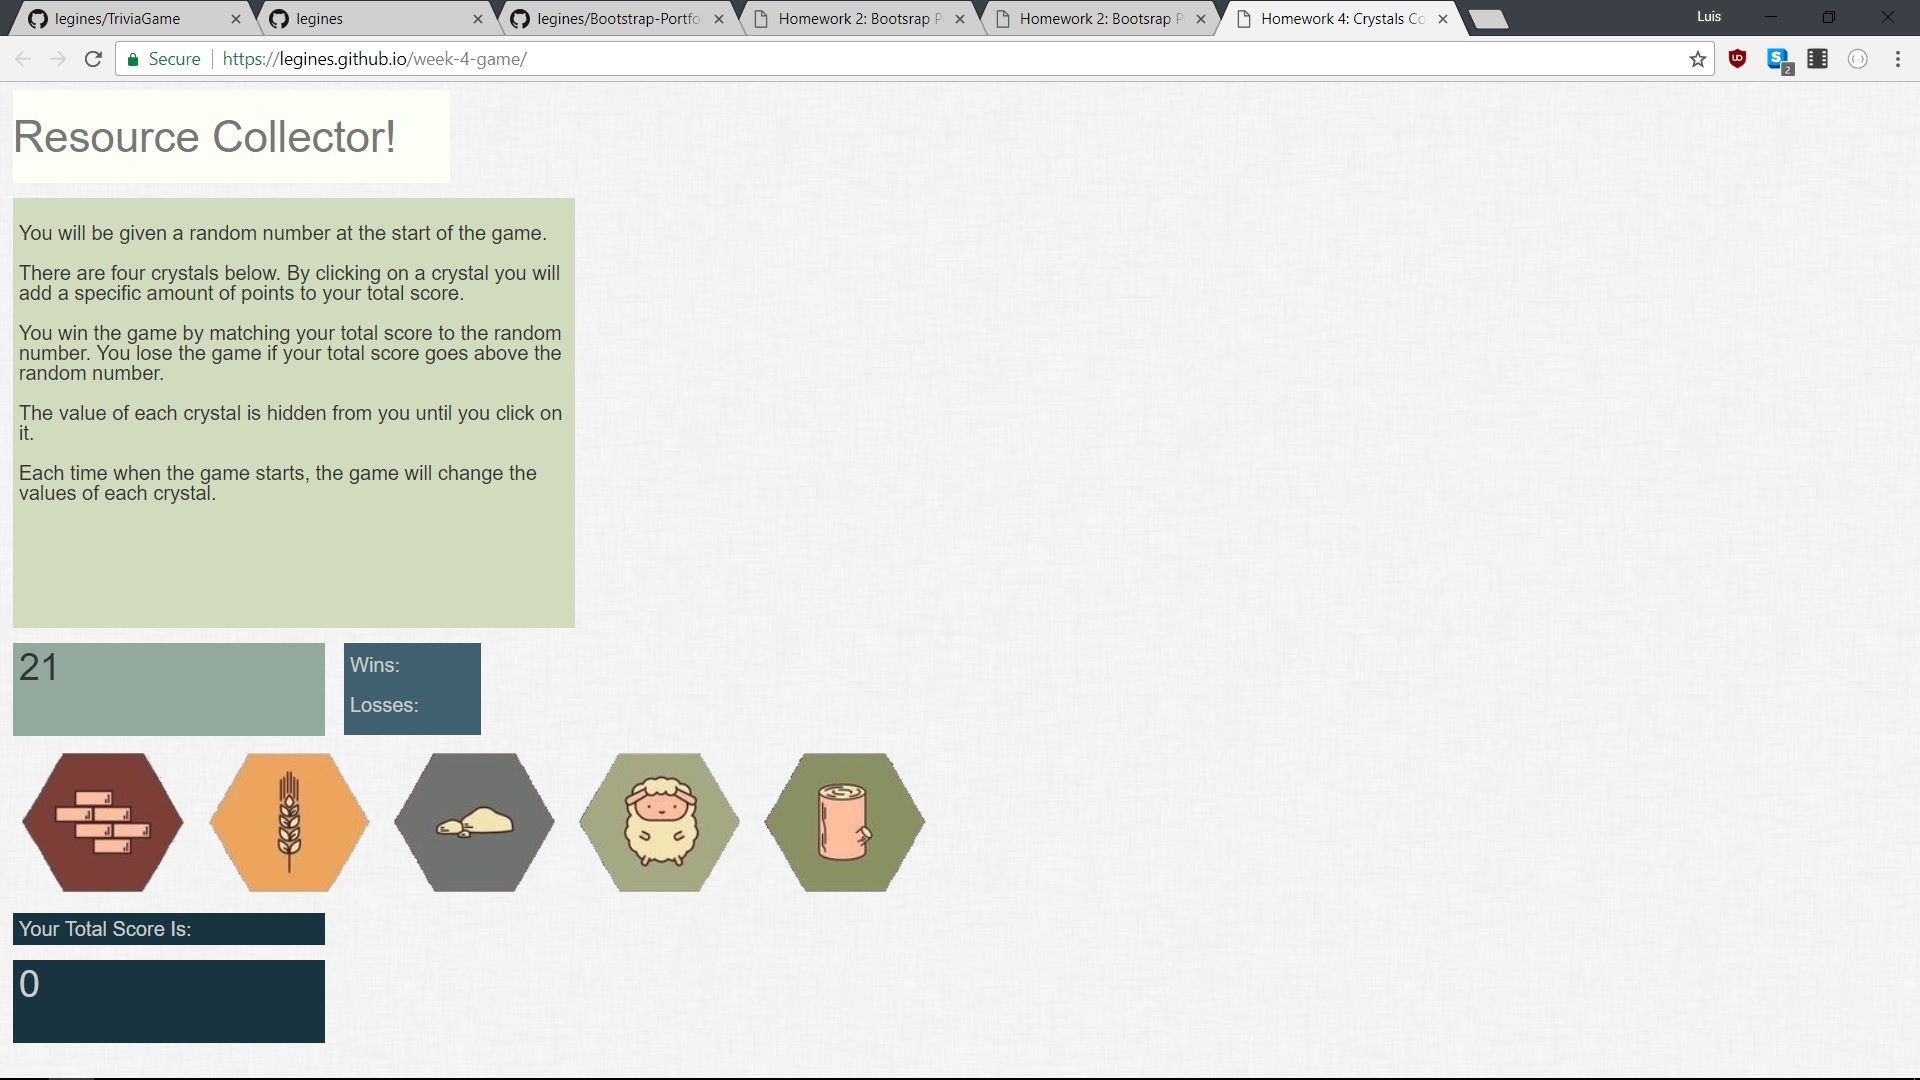 legines/TriviaGame
legines
legines/Bootstrap-Portfo
Homework 2: Bootsrap P
Homework 2: Bootsrap P
Homework 4: Crystals Co
Luis
Secure
https://legines.github.io/week-4-game/
2
Resource Collector!
You will be given a random number at the start of the game.
There are four crystals below. By clicking on a crystal you will
add a specific amount of points to your total score.
You win the game by matching your total score to the random
number. You lose the game if your total score goes above the
random number.
The value of each crystal is hidden from you until you click on
it.
Each time when the game starts, the game will change the
values of each crystal.
21
Wins:
Losses:
Your Total Score Is:
0